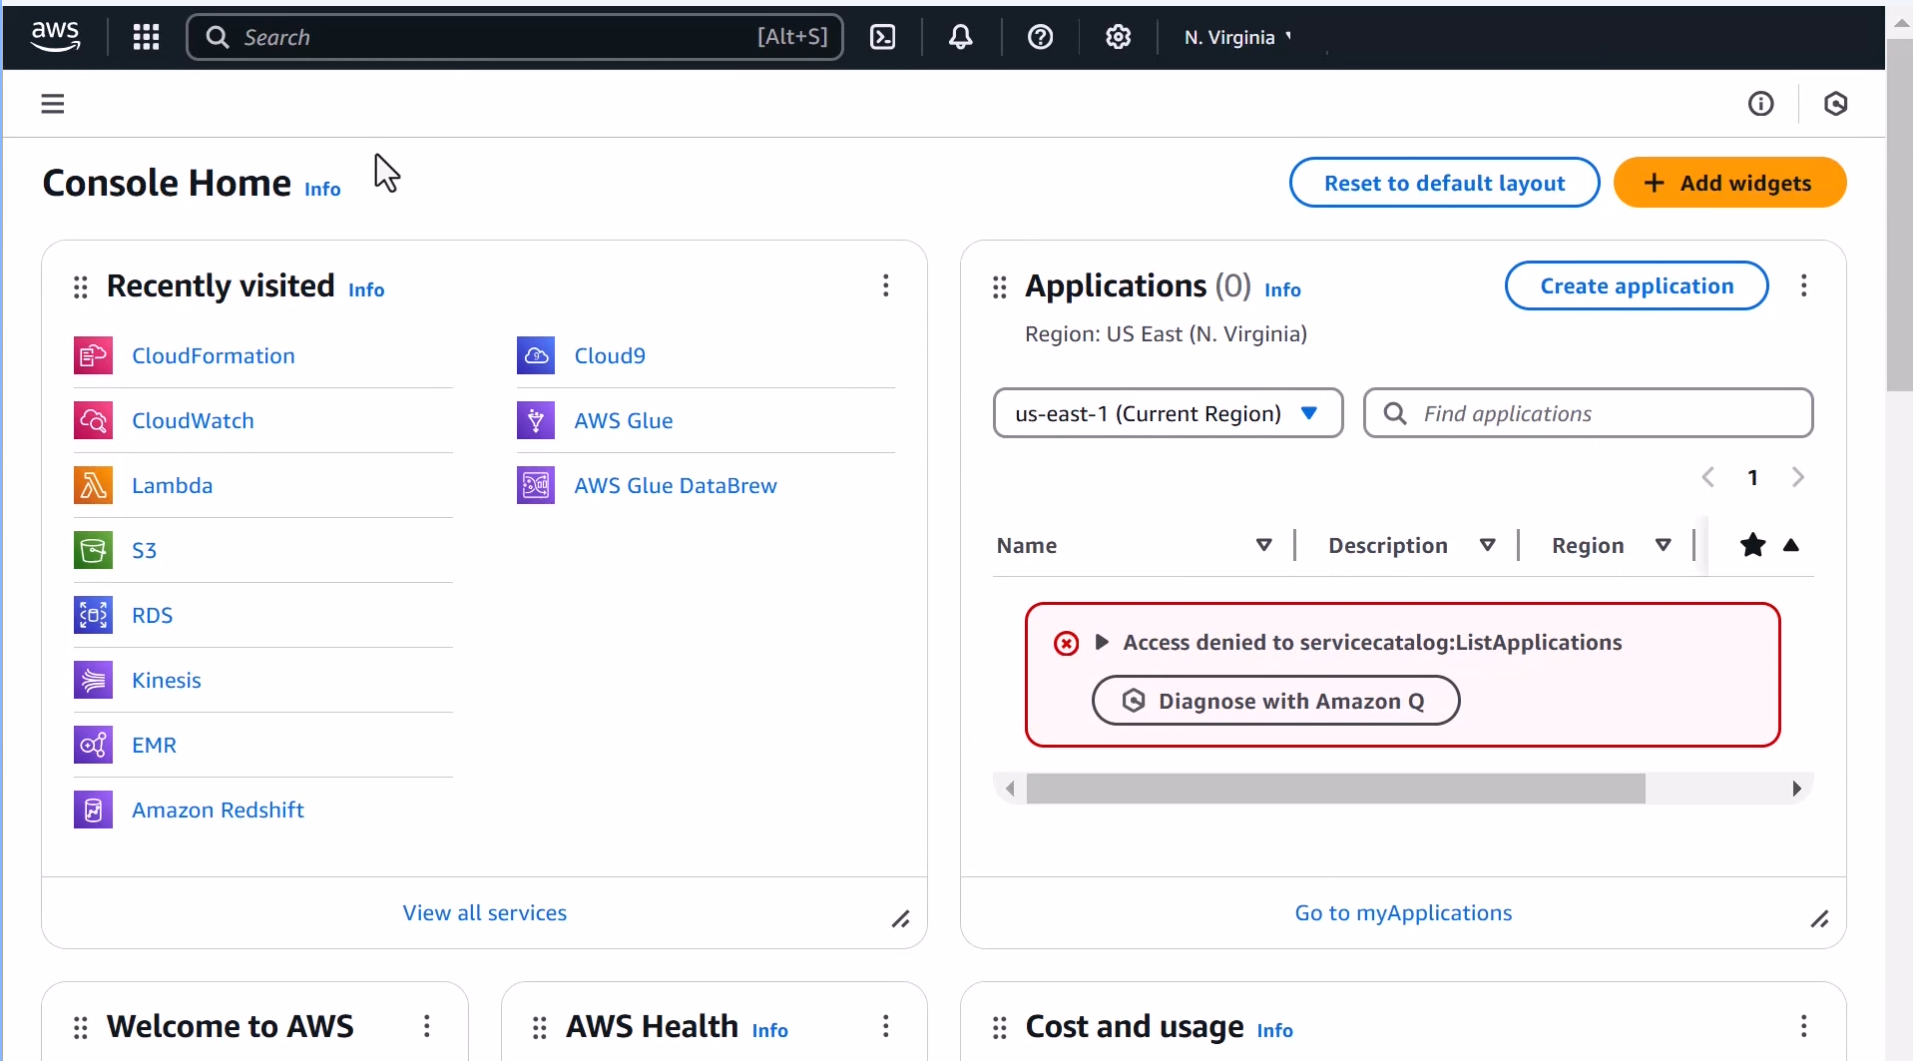 aws
Search [Alt+S]
N. Virginia
Console Home Info
Reset to default layout
Add widgets
Recently visited Info
CloudFormation
CloudWatch
Lambda
S3
RDS
Kinesis
EMR
Amazon Redshift
Cloud9
AWS Glue
AWS Glue DataBrew
View all services
Applications (0) Info
Create application
Region: US East (N. Virginia)
us-east-1 (Current Region)
Find applications
1
Name Description Region
Access denied to servicecatalog:ListApplications
Diagnose with Amazon Q
Go to myApplications
Welcome to AWS
AWS Health Info
Cost and usage Info